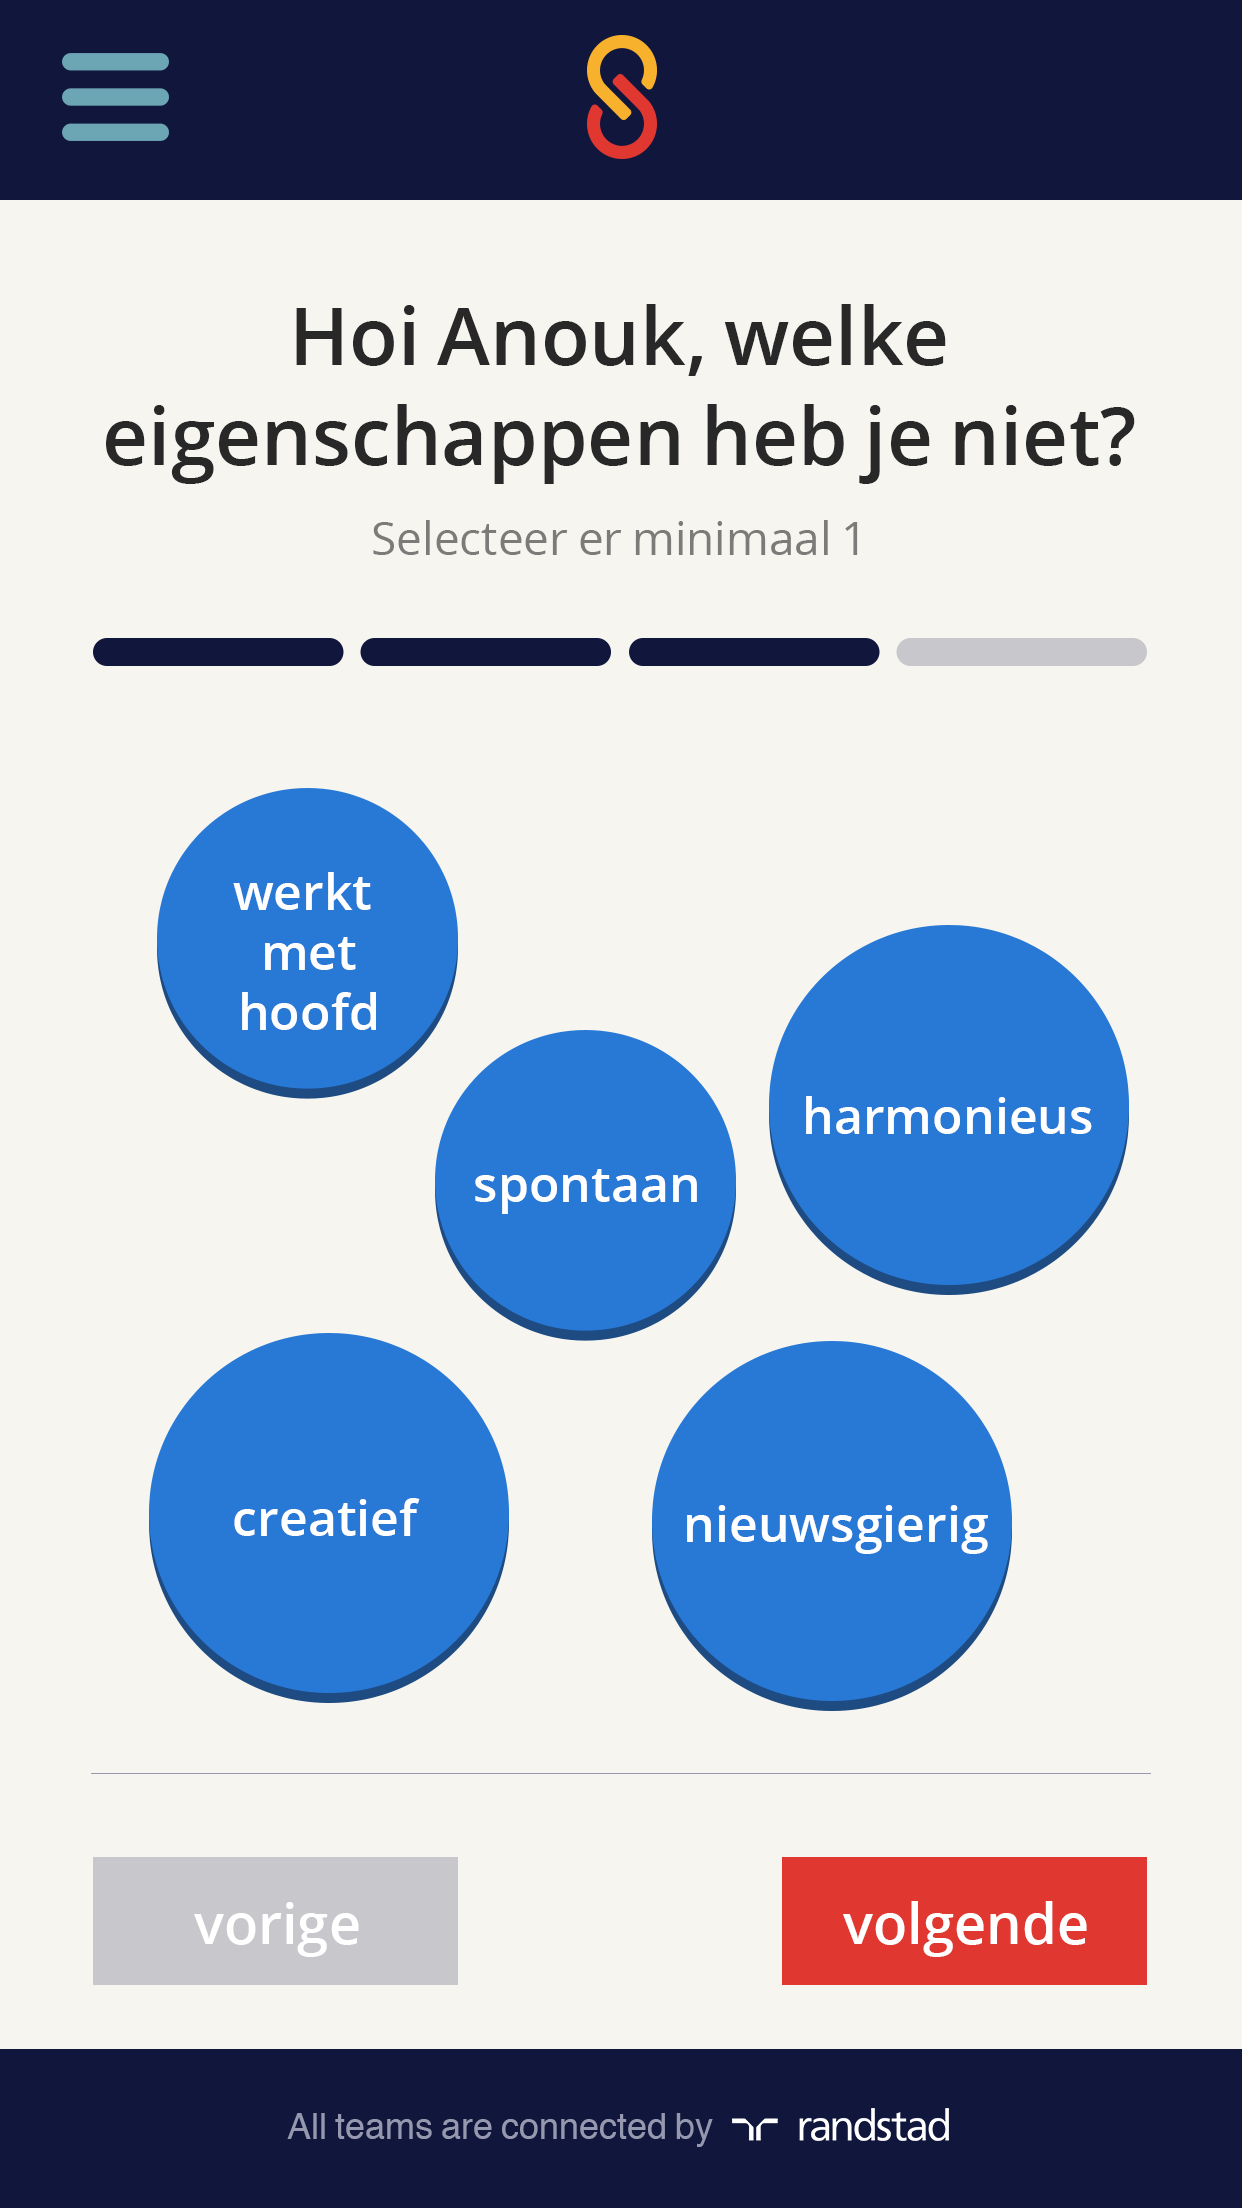 Hoi Anouk, welke
eigenschappen heb je niet?
Selecteer er minimaal 1
werkt
met
hoofd
harmonieus
spontaan
creatief
nieuwsgierig
vorige
volgende
All teams are connected by randstad